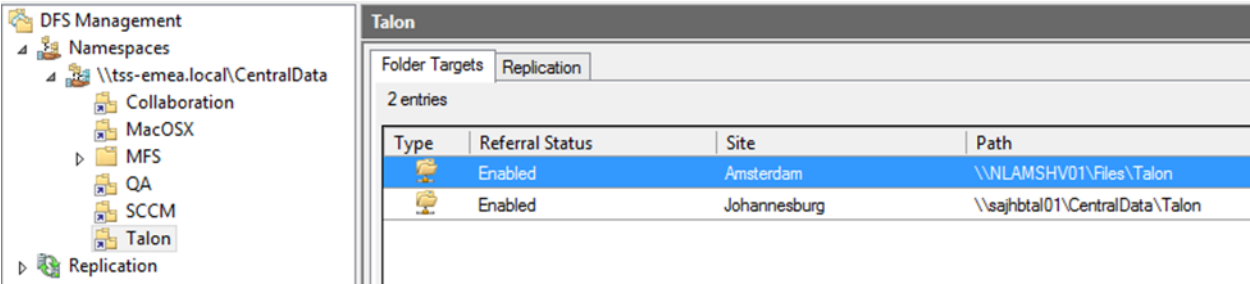 DFS Management
Namespaces
\\tss-emea.local\CentralData
Collaboration
MacOSX
MFS
QA
SCCM
Talon
Replication
Talon
Folder Targets Replication
2 entries
Type Referral Status Site Path
Enabled Amsterdam \\NLAMSHV01\Files\Talon
Enabled Johannesburg \\sajhbtal01\CentralData\Talon